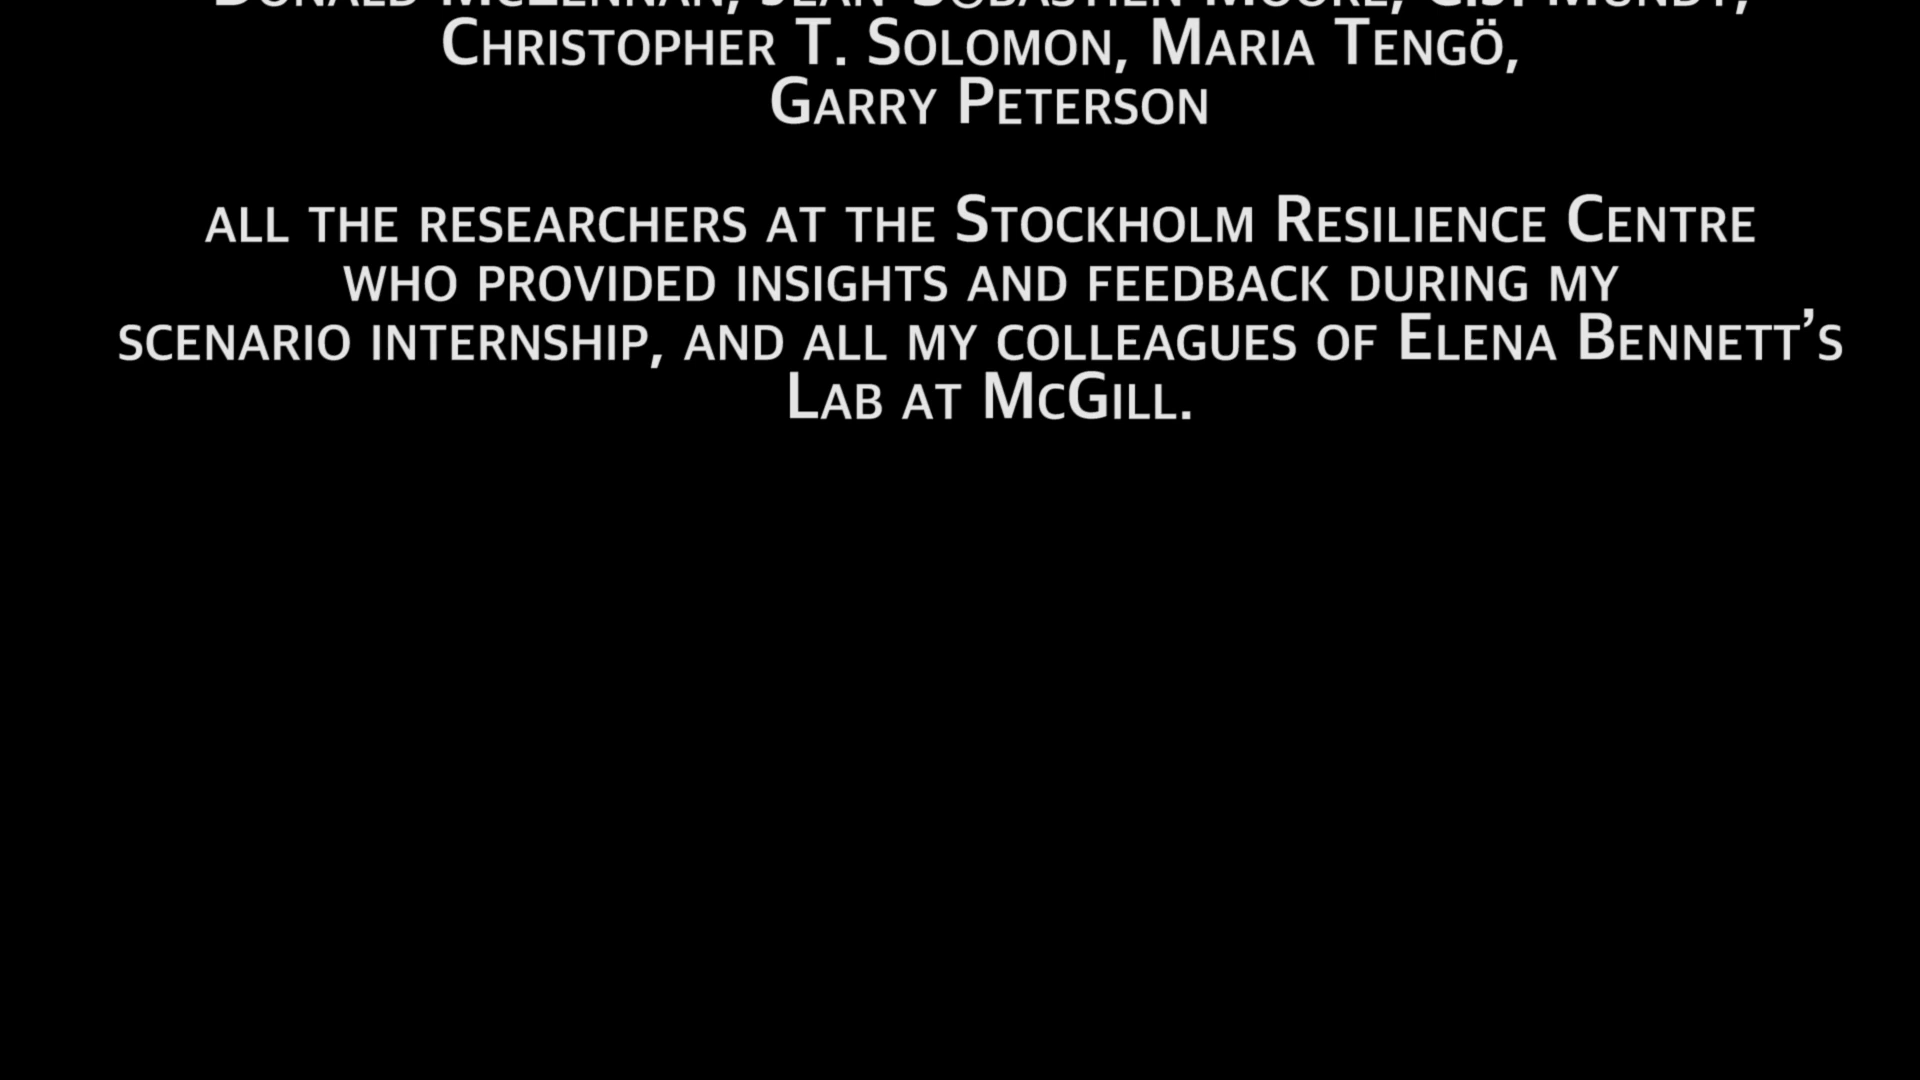 Donald McLennan, Jean-Sobastien Moore, C.J. Mundy,
Christopher T. Solomon, Maria Tengö,
Garry Peterson
all the researchers at the Stockholm Resilience Centre
who provided insights and feedback during my
scenario internship, and all my colleagues of Elena Bennett’s
Lab at McGill.